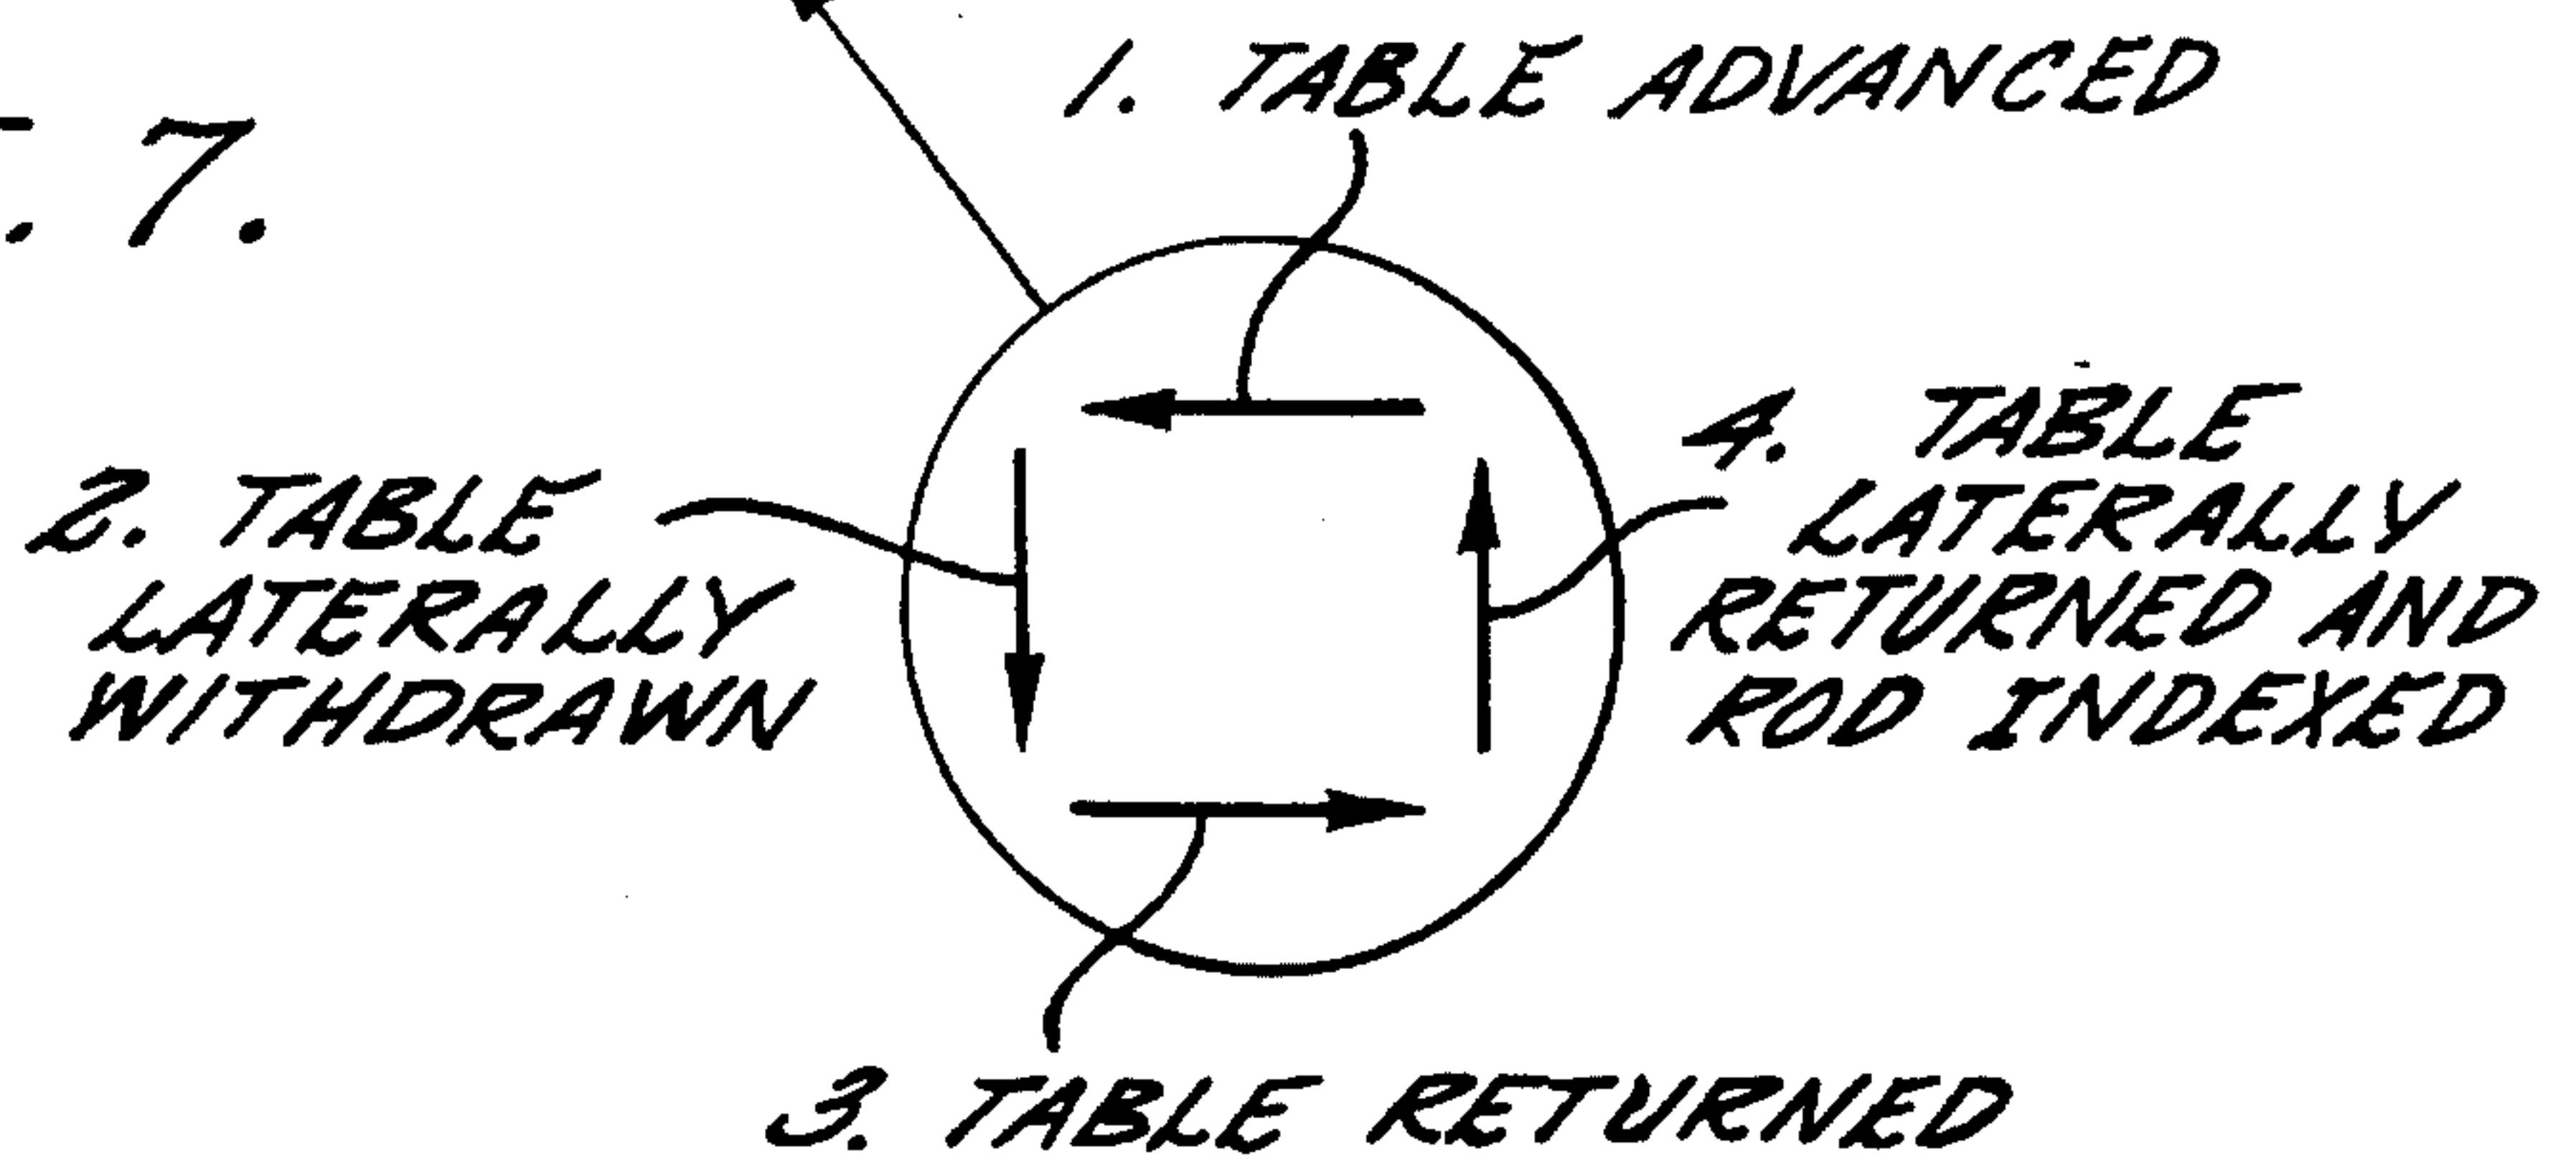 1. TABLE ADVANCED
. 7.
2. TABLE
LATERALLY
WITHDRAWN
4. TABLE
LATERALLY
RETURNED AND
ROD INDEXED
3. TABLE RETURNED